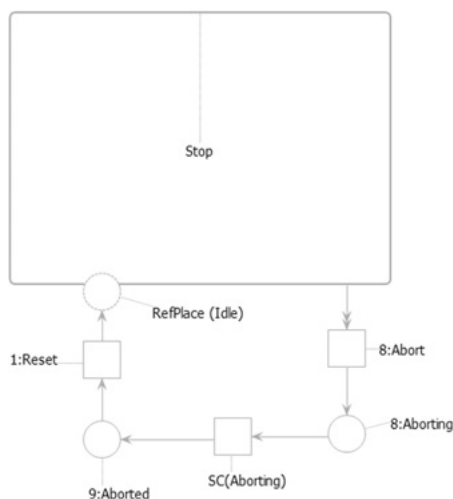 Stop
RefPlace (Idle)
1:Reset
8:Abort
8:Aborting
SC(Aborting)
9:Aborted